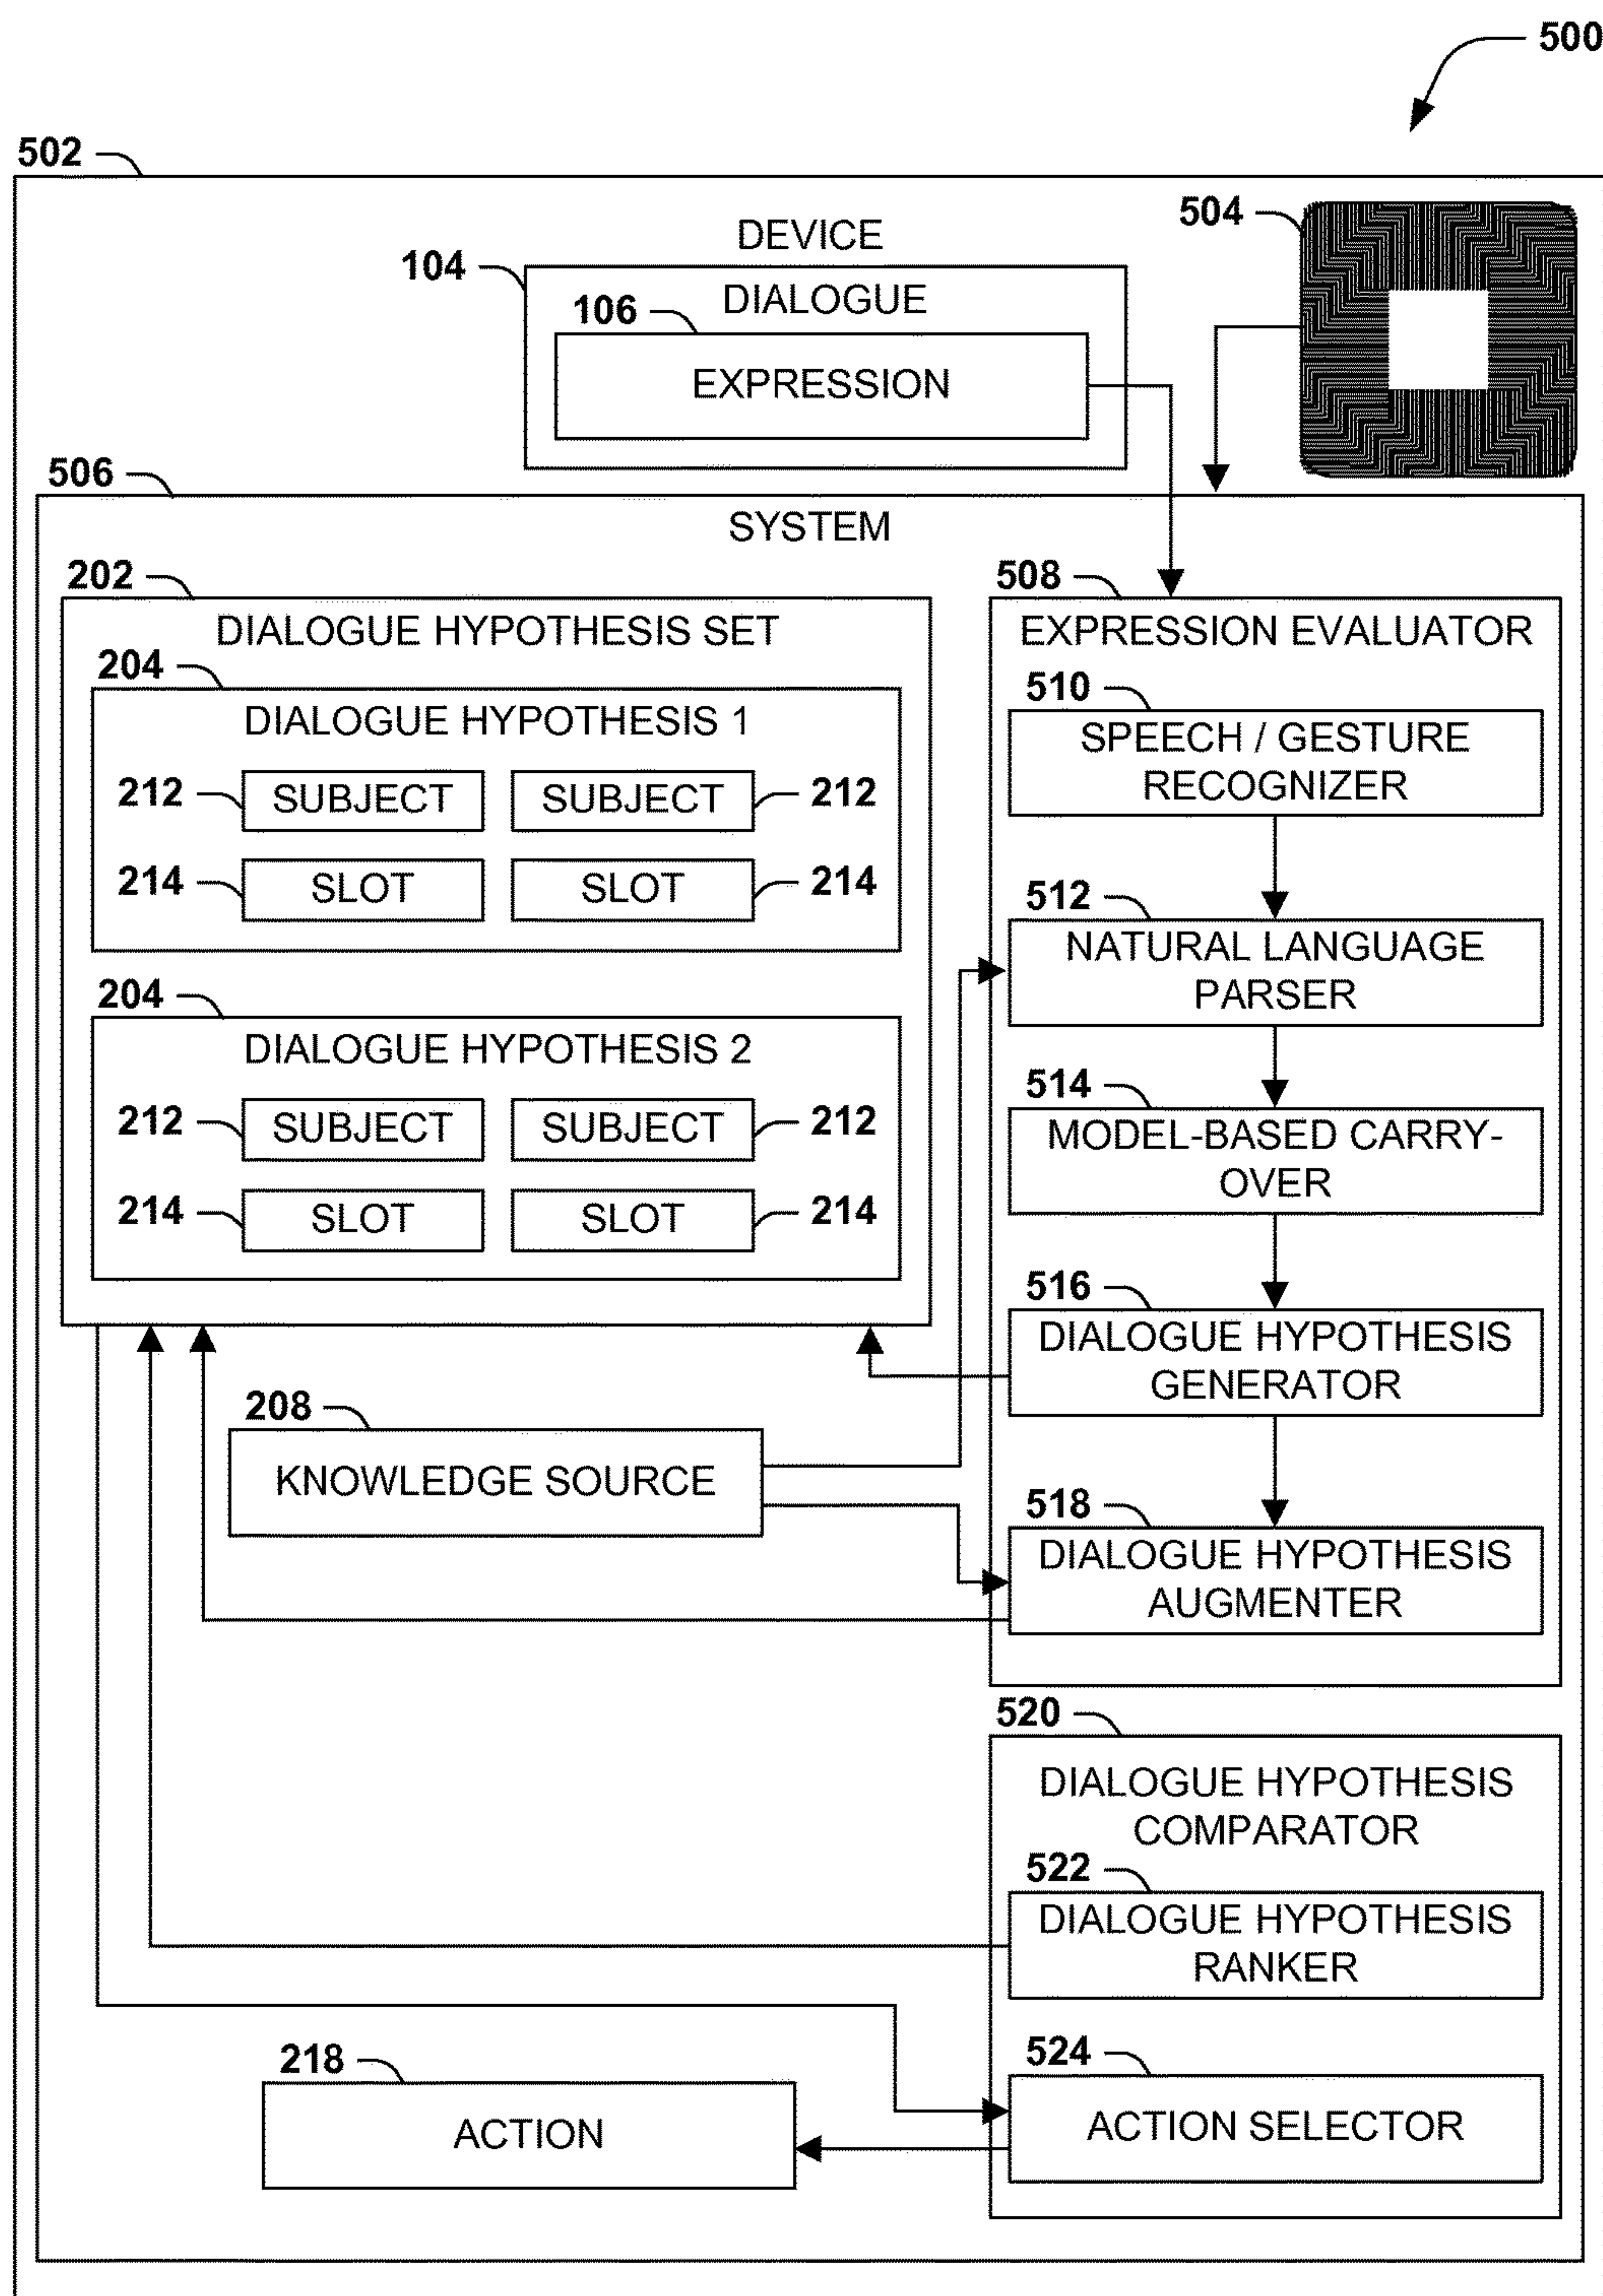 500
502
504
DEVICE
104
DIALOGUE
106
EXPRESSION
506
SYSTEM
202
DIALOGUE HYPOTHESIS SET
204
DIALOGUE HYPOTHESIS 1
212 SUBJECT SUBJECT 212
214 SLOT SLOT 214
204
DIALOGUE HYPOTHESIS 2
212 SUBJECT SUBJECT 212
214 SLOT SLOT 214
508
EXPRESSION EVALUATOR
510
SPEECH / GESTURE
RECOGNIZER
512
NATURAL LANGUAGE
PARSER
514
MODEL-BASED CARRY-
OVER
516
DIALOGUE HYPOTHESIS
GENERATOR
208
KNOWLEDGE SOURCE
518
DIALOGUE HYPOTHESIS
AUGMENTER
520
DIALOGUE HYPOTHESIS
COMPARATOR
522
DIALOGUE HYPOTHESIS
RANKER
218
ACTION
524
ACTION SELECTOR